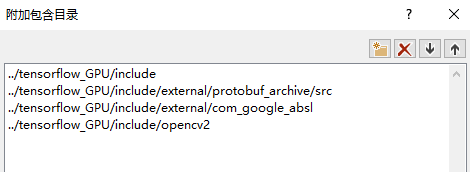 附加包含目录
../tensorflow_GPU/include
../tensorflow_GPU/include/external/protobuf_archive/src
../tensorflow_GPU/include/external/com_google_absl
../tensorflow_GPU/include/opencv2